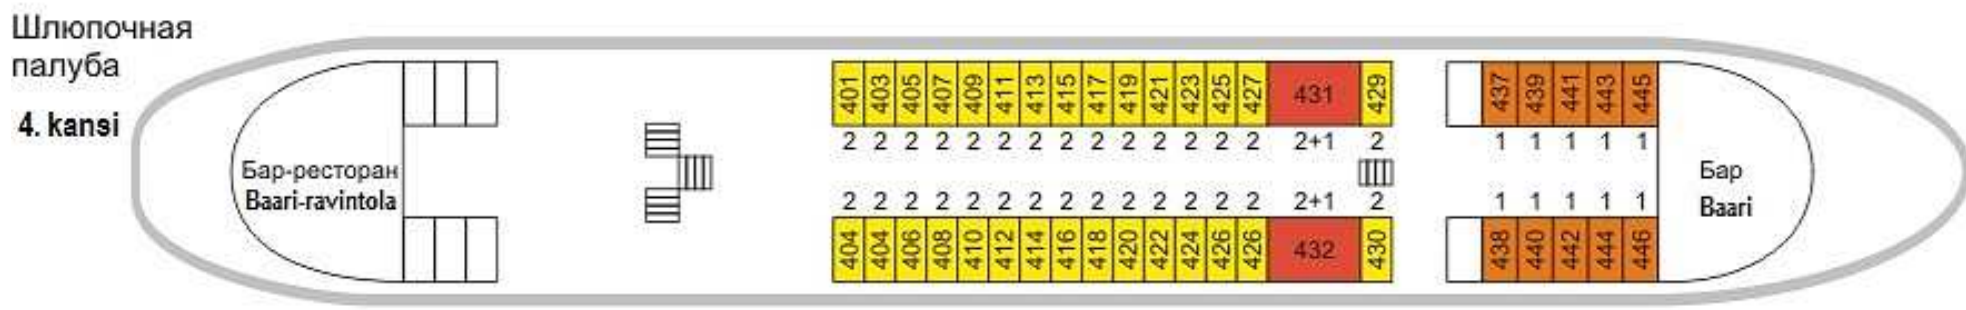 Шлюпочная
палуба
4. kansi
401 403 405 407 409 411 413 415 417 419 421 423 425 427 431 429 437 439 441 443 445
2 2 2 2 2 2 2 2 2 2 2 2 2 2 2+1 2 1 1 1 1 1
Бар-ресторан
Baari-ravintola
Бар
Baari
2 2 2 2 2 2 2 2 2 2 2 2 2 2 2+1 2 1 1 1 1 1
404 404 406 408 410 412 414 416 418 420 422 424 426 426 432 430 438 440 442 444 446